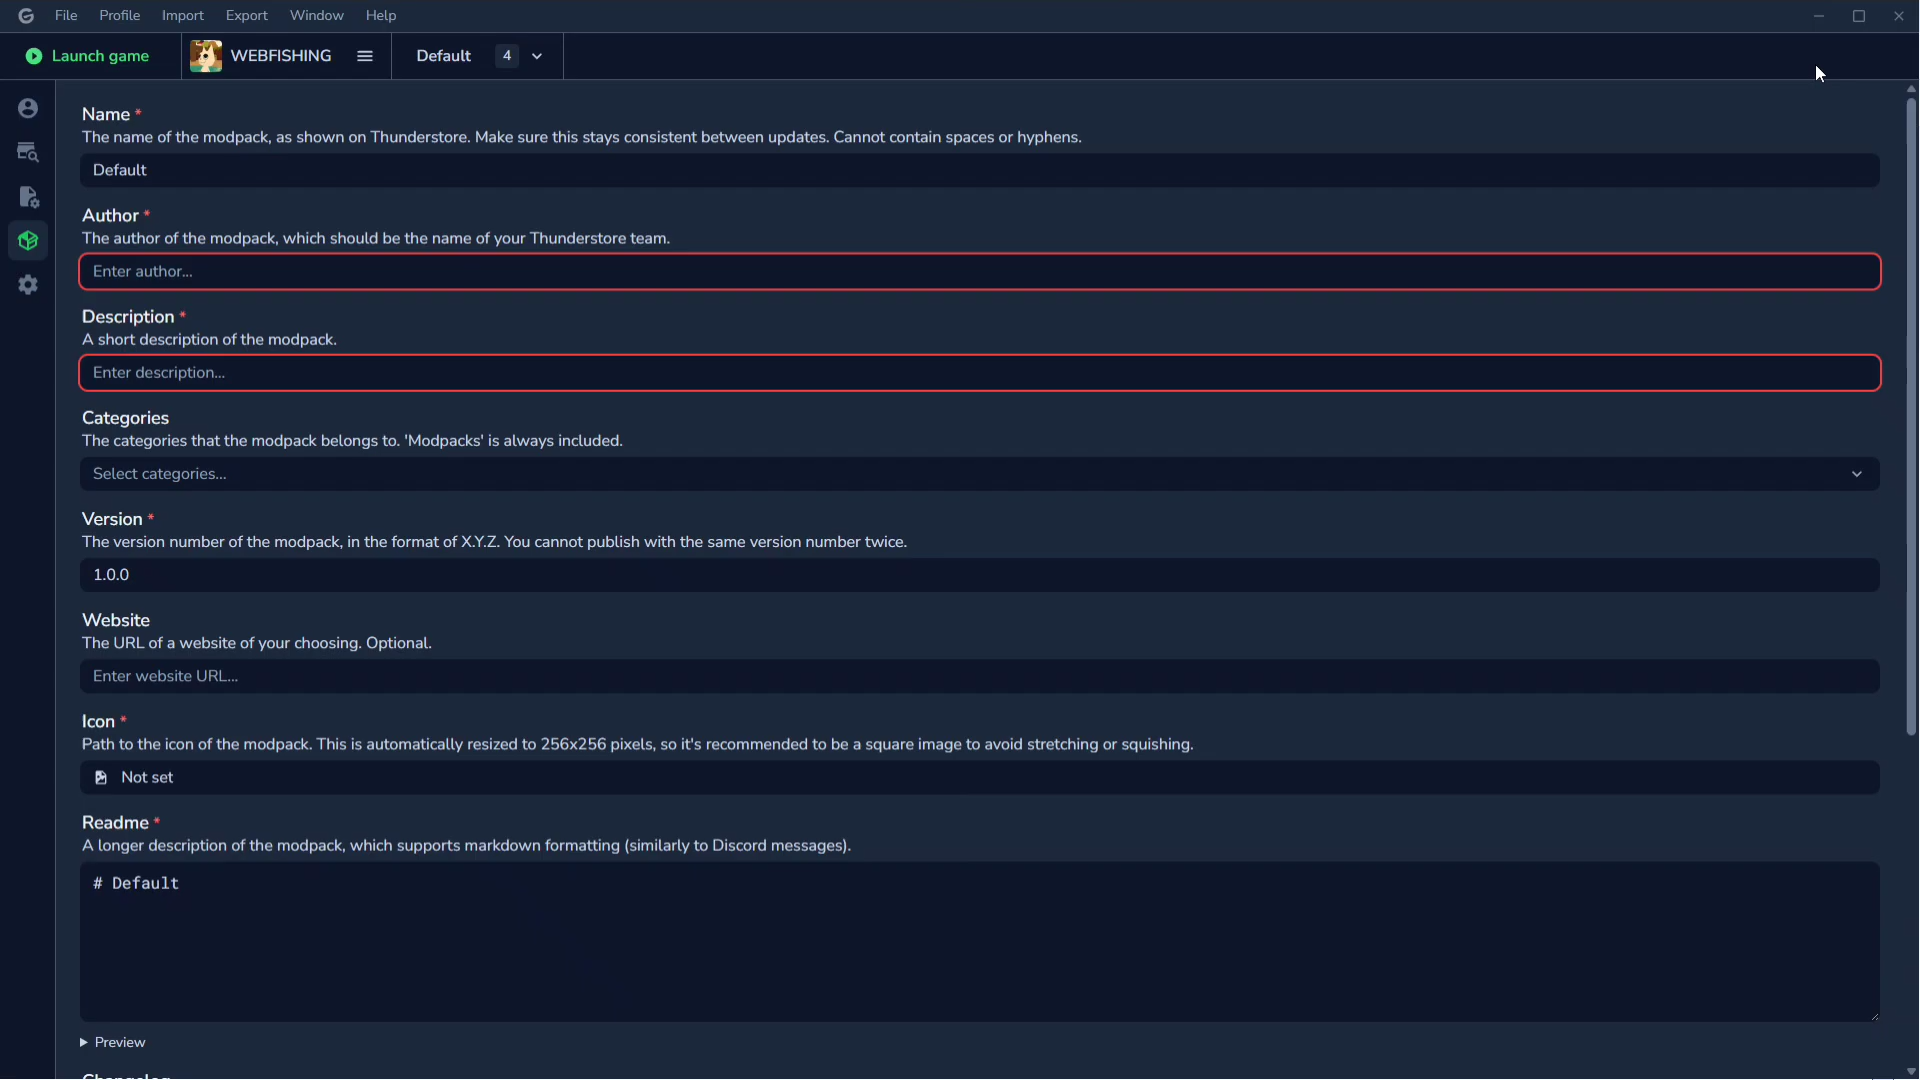 File Profile Import Export Window Help
Launch game WEBFISHING Default 4
Name *
The name of the modpack, as shown on Thunderstore. Make sure this stays consistent between updates. Cannot contain spaces or hyphens.
Default
Author *
The author of the modpack, which should be the name of your Thunderstore team.
Enter author...
Description *
A short description of the modpack.
Enter description...
Categories
The categories that the modpack belongs to. 'Modpacks' is always included.
Select categories...
Version *
The version number of the modpack, in the format of X.Y.Z. You cannot publish with the same version number twice.
1.0.0
Website
The URL of a website of your choosing. Optional.
Enter website URL...
Icon *
Path to the icon of the modpack. This is automatically resized to 256x256 pixels, so it's recommended to be a square image to avoid stretching or squishing.
Not set
Readme *
A longer description of the modpack, which supports markdown formatting (similarly to Discord messages).
# Default
Preview
Changelog